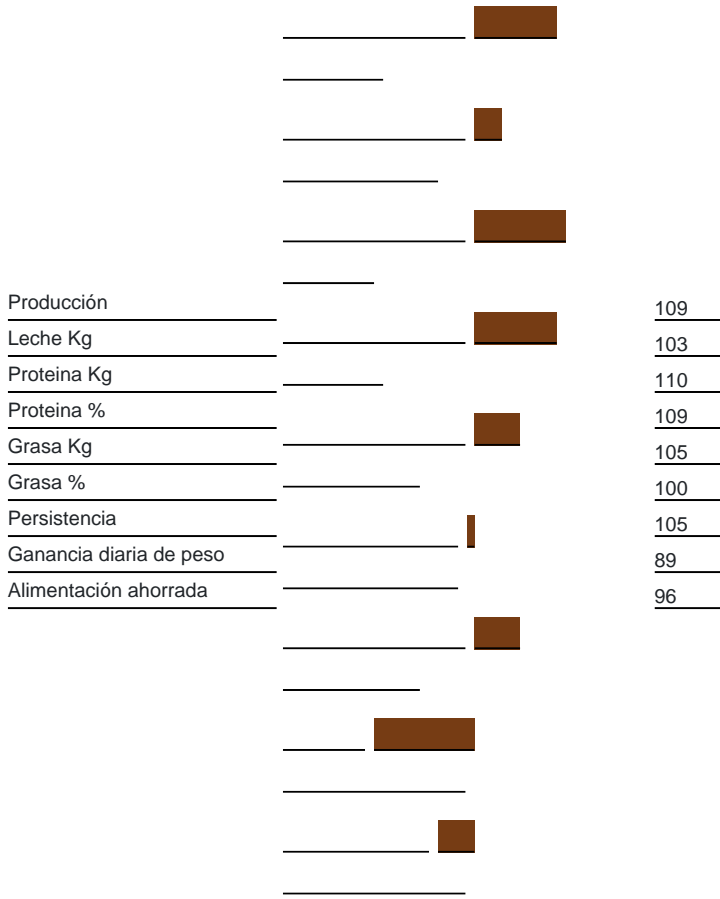 Producción 109
Leche Kg 103
Proteina Kg 110
Proteina % 109
Grasa Kg 105
Grasa % 100
Persistencia 105
Ganancia diaria de peso 89
Alimentación ahorrada 96